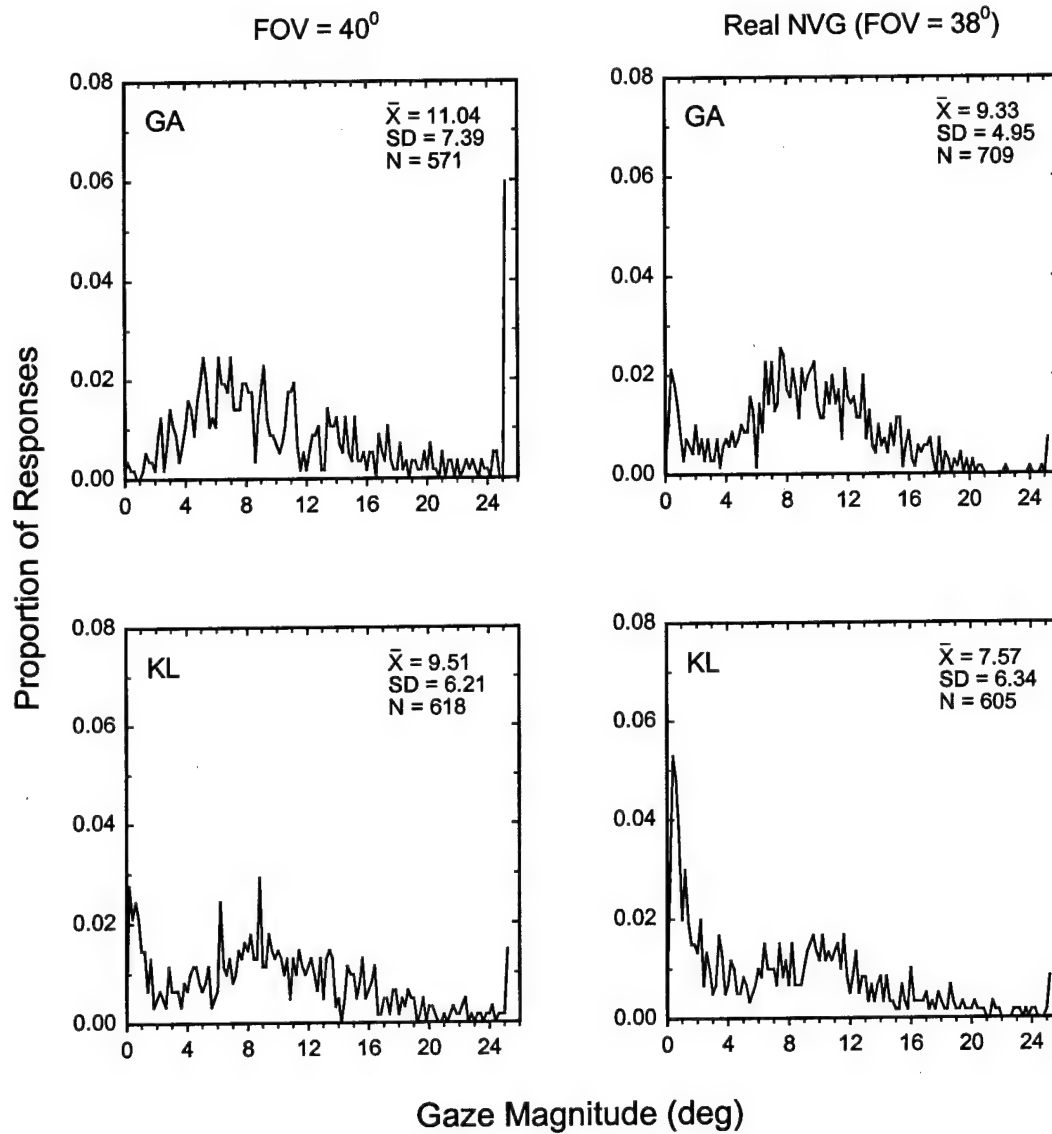 FOV = 40⁰
Real NVG (FOV = 38⁰)
Proportion of Responses
0.08
0.06
0.04
0.02
0.00
GA
X̄ = 11.04
SD = 7.39
N = 571
0 4 8 12 16 20 24
0.08
0.06
0.04
0.02
0.00
GA
X̄ = 9.33
SD = 4.95
N = 709
0 4 8 12 16 20 24
0.08
0.06
0.04
0.02
0.00
KL
X̄ = 9.51
SD = 6.21
N = 618
0 4 8 12 16 20 24
0.08
0.06
0.04
0.02
0.00
KL
X̄ = 7.57
SD = 6.34
N = 605
0 4 8 12 16 20 24
Gaze Magnitude (deg)